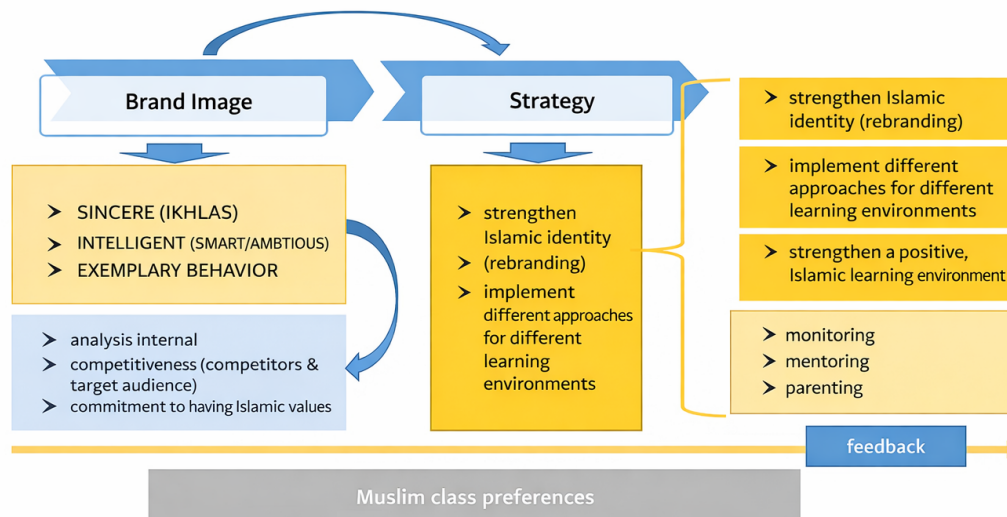 Brand Image
Strategy
➤ SINCERE (IKHLAS)
➤ INTELLIGENT (SMART/AMBTIOUS)
➤ EXEMPLARY BEHAVIOR
➤ analysis internal
➤ competitiveness (competitors &
target audience)
➤ commitment to having Islamic values
➤ strengthen
Islamic identity
➤ (rebranding)
➤ implement
different approaches
for different
learning
environments
➤ strengthen Islamic
identity (rebranding)
➤ implement different
approaches for different
learning environments
➤ strengthen a positive,
Islamic learning environment
➤ monitoring
➤ mentoring
➤ parenting
feedback
Muslim class preferences